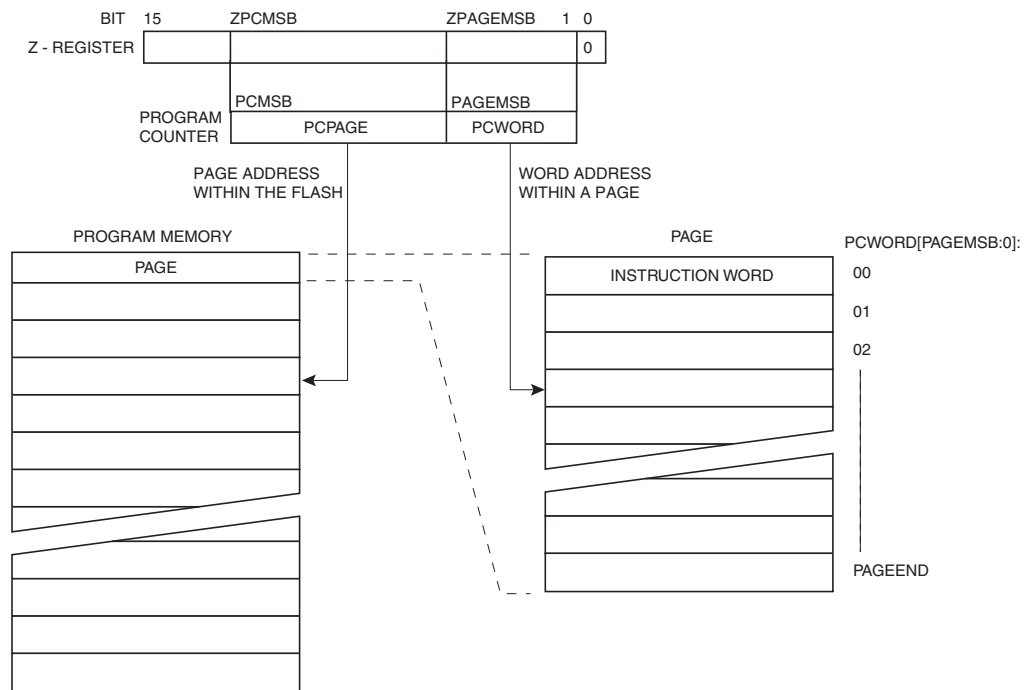 BIT 15 ZPCMSB ZPAGEMSB 1 0
Z - REGISTER 0
PCMSB PAGEMSB
PROGRAM
COUNTER
PCPAGE PCWORD
PAGE ADDRESS
WITHIN THE FLASH
WORD ADDRESS
WITHIN A PAGE
PROGRAM MEMORY
PAGE
PAGE
PCWORD[PAGEMSB:0]:
INSTRUCTION WORD 00
01
02
PAGEEND